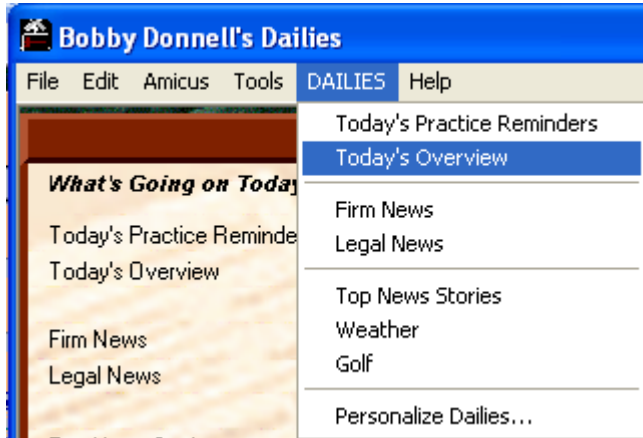 Bobby Donnell's Dailies
File Edit Amicus Tools DAILIES Help
Today's Practice Reminders
Today's Overview
Firm News
Legal News
Top News Stories
Weather
Golf
Personalize Dailies...
What's Going on Today
Today's Practice Reminde
Today's Overview
Firm News
Legal News